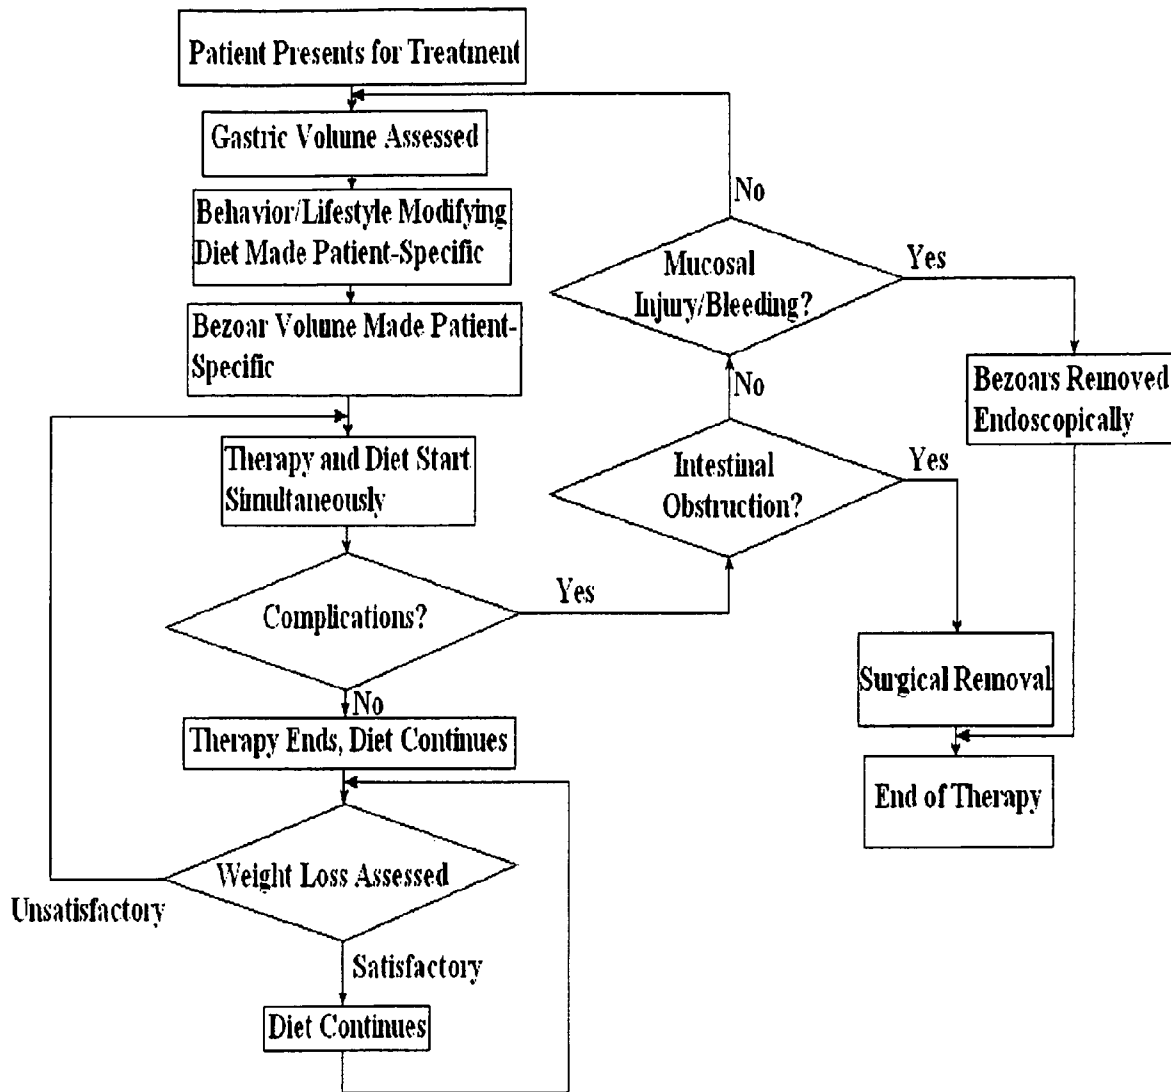 Patient Presents for Treatment
Gastric Volume Assessed
Behavior/Lifestyle Modifying
Diet Made Patient-Specific
Bezoar Volume Made Patient-
Specific
Therapy and Diet Start
Simultaneously
Complications?
Yes
No
Therapy Ends, Diet Continues
Weight Loss Assessed
Unsatisfactory
Satisfactory
Diet Continues
No
Mucosal
Injury/Bleeding?
Yes
No
Bezoars Removed
Endoscopically
Intestinal
Obstruction?
Yes
Surgical Removal
End of Therapy